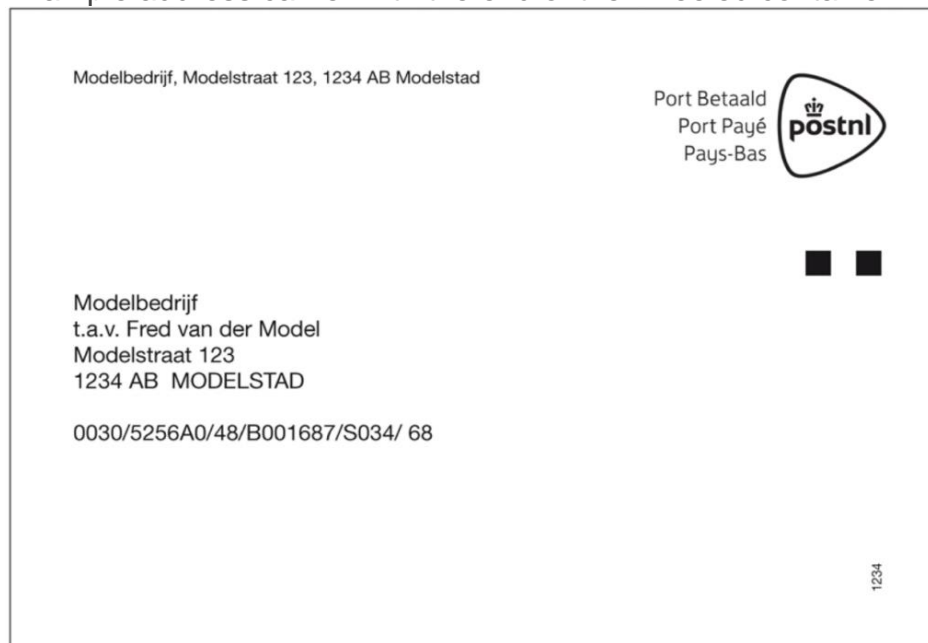 Modelbedrijf, Modelstraat 123, 1234 AB Modelstad
Port Betaald
Port Payé
Pays-Bas
postnl
Modelbedrijf
t.a.v. Fred van der Model
Modelstraat 123
1234 AB  MODELSTAD
0030/5256A0/48/B001687/S034/ 68
1234